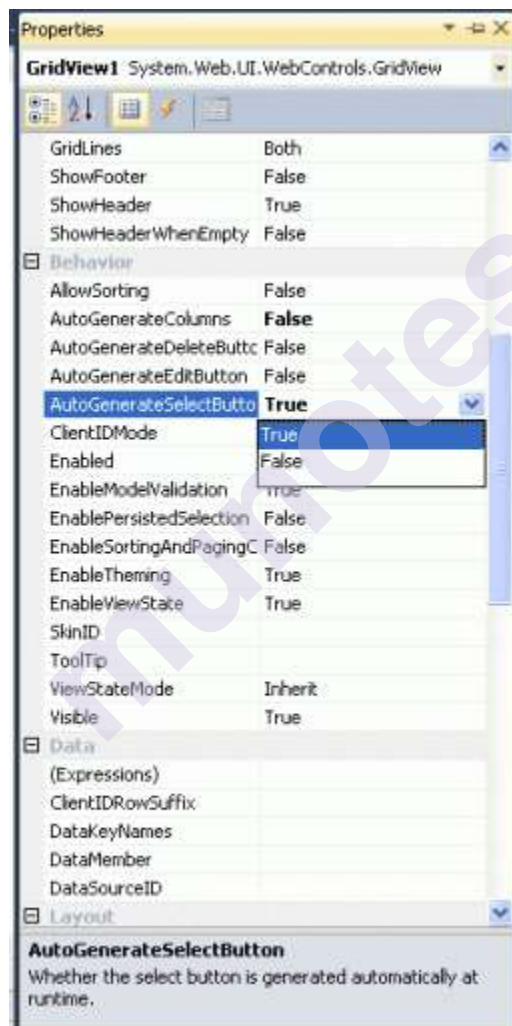 Properties
GridView1 System.Web.UI.WebControls.GridView
GridLines Both
ShowFooter False
ShowHeader True
ShowHeaderWhenEmpty False
Behavior
AllowSorting False
AutoGenerateColumns False
AutoGenerateDeleteButtc False
AutoGenerateEditButton False
AutoGenerateSelectButto True
ClientIDMode True
Enabled False
EnableModelValidation True
EnablePersistedSelection False
EnableSortingAndPagingC False
EnableTheming True
EnableViewState True
SkinID
ToolTip
ViewStateMode Inherit
Visible True
Data
(Expressions)
ClientIDRowSuffix
DataKeyNames
DataMember
DataSourceID
Layout
AutoGenerateSelectButton
Whether the select button is generated automatically at
runtime.
munotes